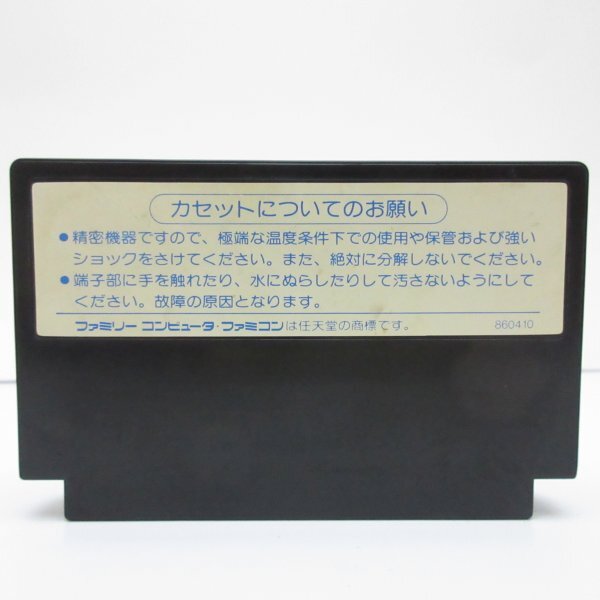 カセットについてのお願い
●精密機器ですので、極端な温度条件下での使用や保管および強い
ショックをさけてください。また、絶対に分解しないでください。
●端子部に手を触れたり、水にぬらしたりして汚さないようにして
ください。故障の原因となります。
ファミリー コンピュータ・ファミコンは任天堂の商標です。 860410